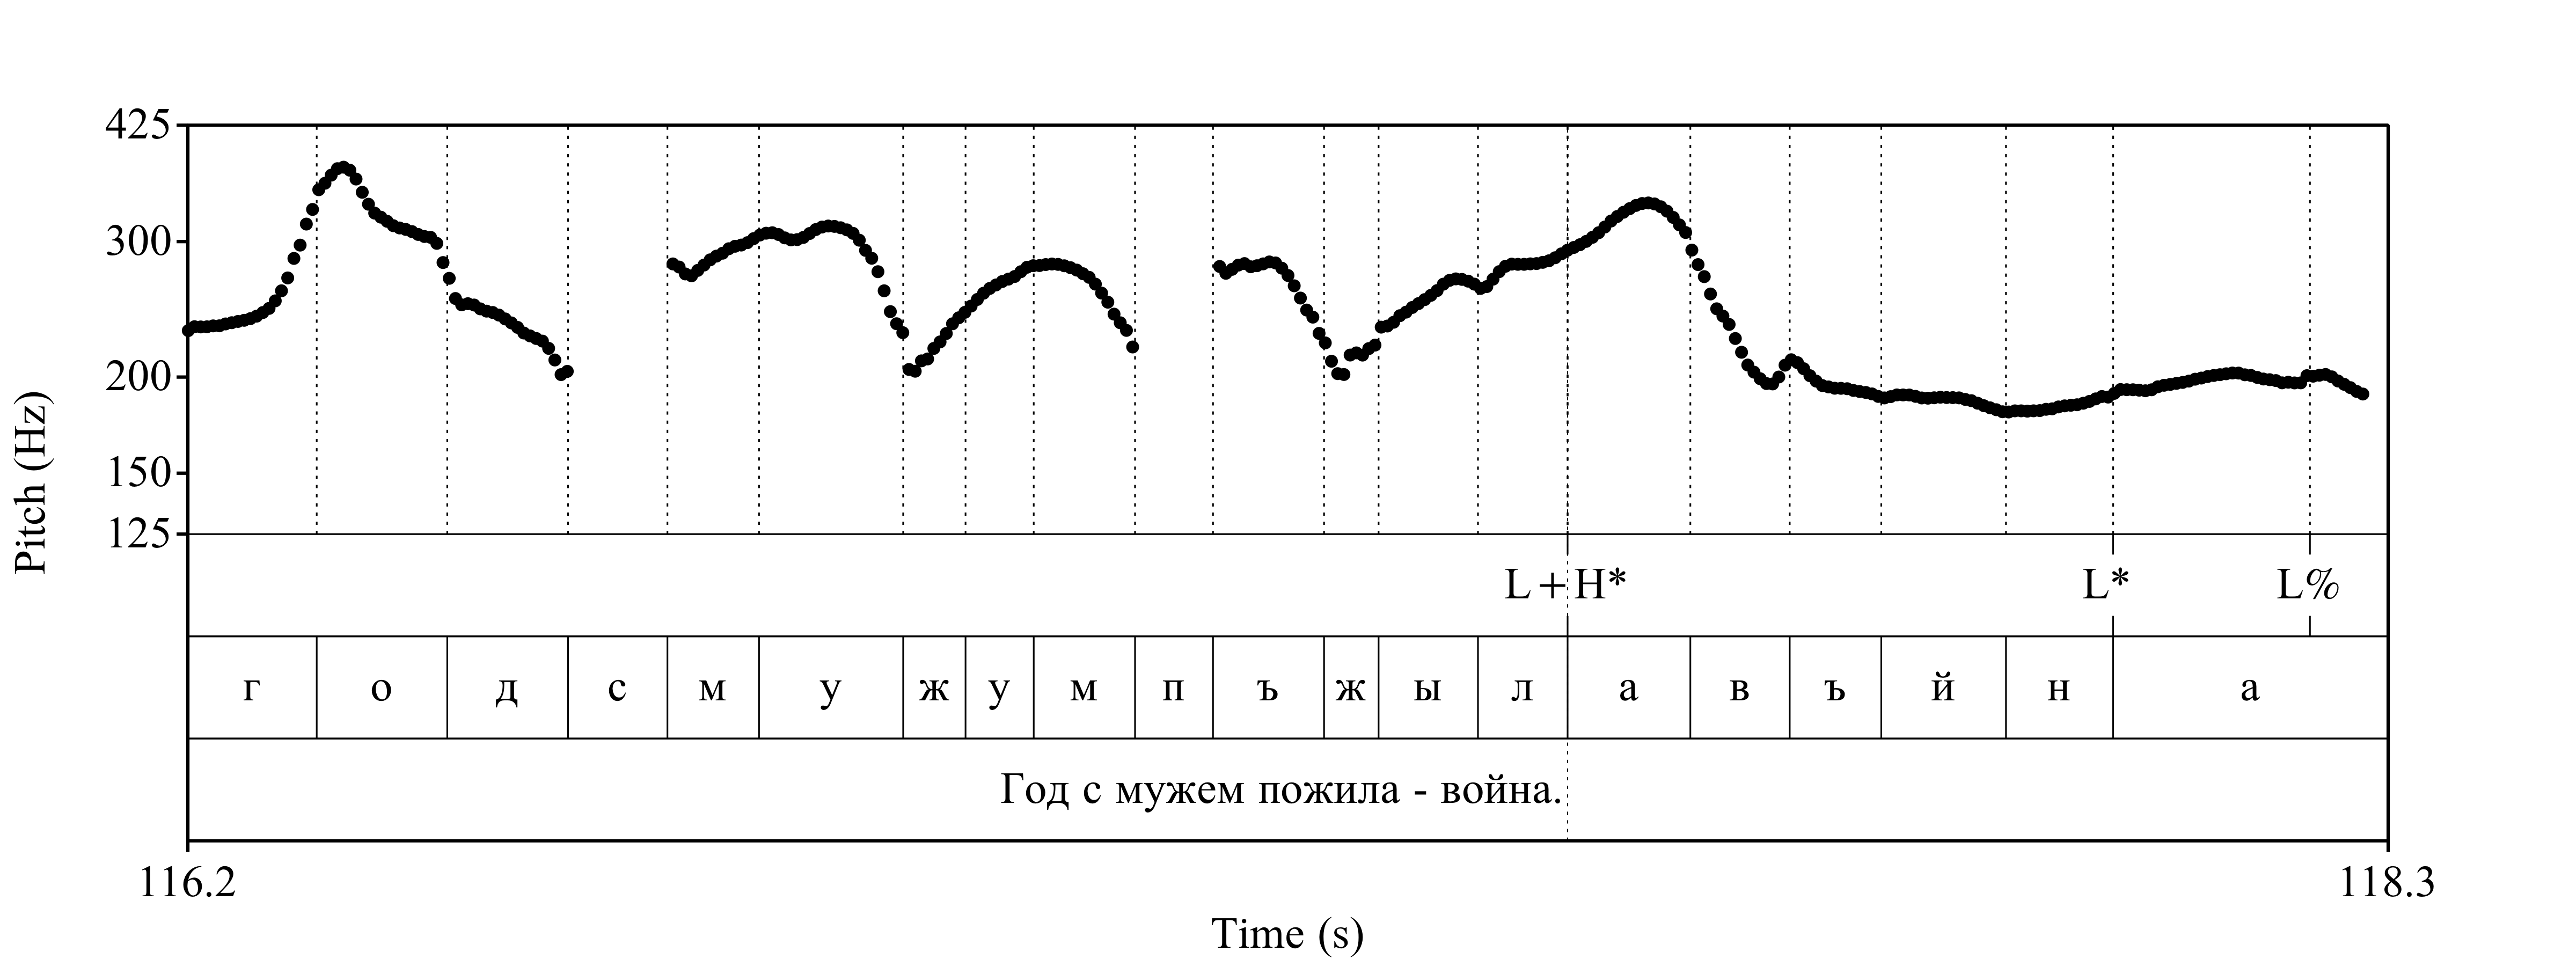 425
300
200
150
125
Pitch (Hz)
L+H* L* L%
г о д с м у ж у м п ъ ж ы л а в ъ й н а
Год с мужем пожила - война.
116.2 118.3
Time (s)